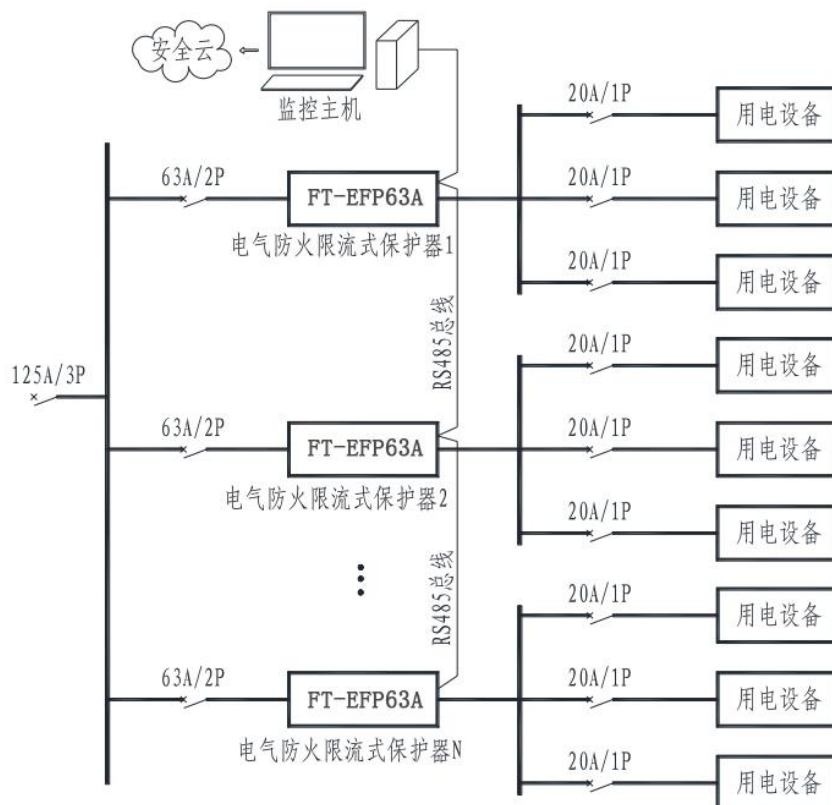 安全云
监控主机
20A/1P
用电设备
63A/2P
FT-EFP63A
20A/1P
用电设备
电气防火限流式保护器1
20A/1P
用电设备
RS485总线
20A/1P
用电设备
125A/3P
63A/2P
FT-EFP63A
20A/1P
用电设备
电气防火限流式保护器2
20A/1P
用电设备
RS485总线
20A/1P
用电设备
63A/2P
FT-EFP63A
20A/1P
用电设备
电气防火限流式保护器N
20A/1P
用电设备